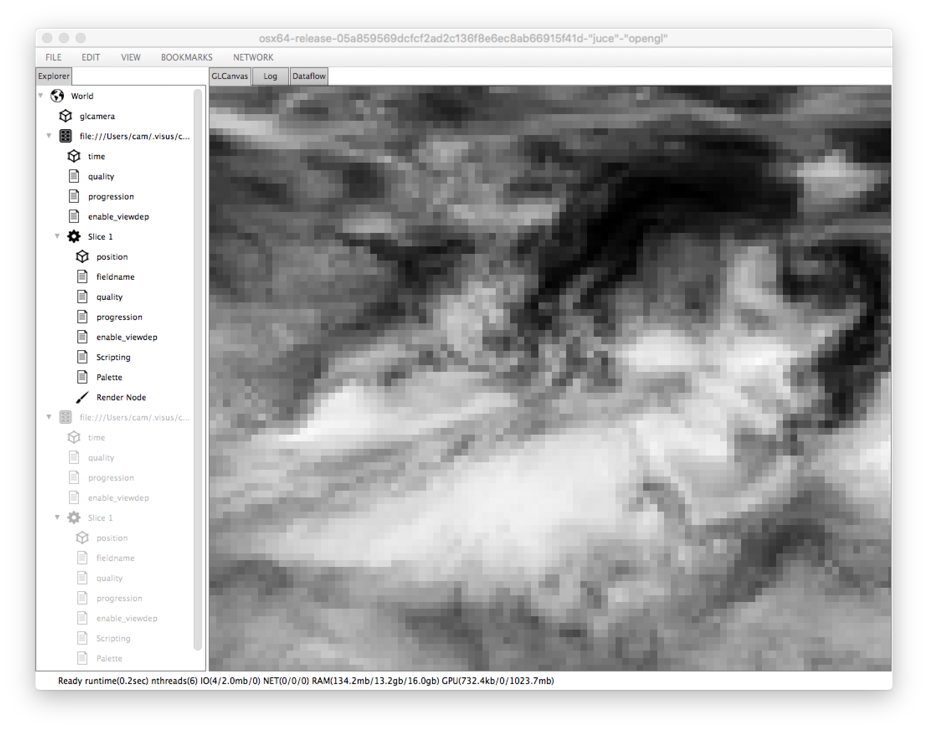 osx64-release-05a859569dcfcf2ad2c136f8e6ec8ab66915f41d-"juce"-"opengl"
FILE EDIT VIEW BOOKMARKS NETWORK
Explorer
GLCanvas Log Dataflow
World
glcamera
file:///Users/cam/.visus/c...
time
quality
progression
enable_viewdep
Slice 1
position
fieldname
quality
progression
enable_viewdep
Scripting
Palette
Render Node
file:///Users/cam/.visus/c...
time
quality
progression
enable_viewdep
Slice 1
position
fieldname
quality
progression
enable_viewdep
Scripting
Palette
Ready runtime(0.2sec) nthreads(6) IO(4/2.0mb/0) NET(0/0/0) RAM(134.2mb/13.2gb/16.0gb) GPU(732.4kb/0/1023.7mb)